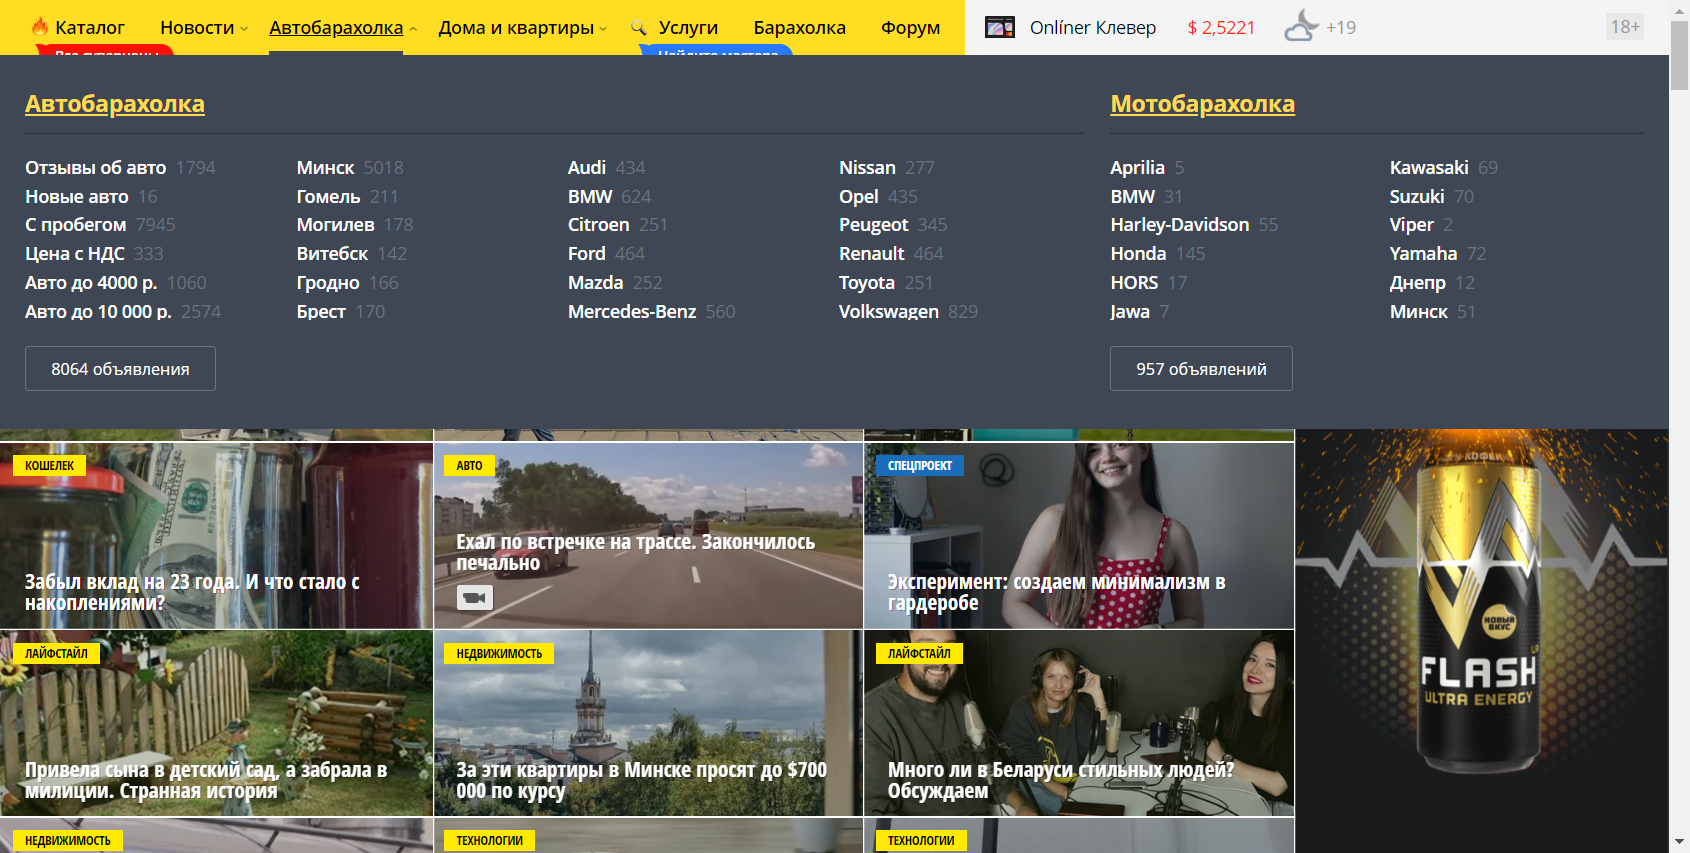 Каталог
Новости
Автобарахолка
Дома и квартиры
Услуги
Барахолка
Форум
Onlíner Клевер
$ 2,5221
+19
18+
Все суперцены
Найдите мастера
Автобарахолка
Отзывы об авто 1794
Новые авто 16
С пробегом 7945
Цена с НДС 333
Авто до 4000 р. 1060
Авто до 10 000 р. 2574
Минск 5018
Гомель 211
Могилев 178
Витебск 142
Гродно 166
Брест 170
Audi 434
BMW 624
Citroen 251
Ford 464
Mazda 252
Mercedes-Benz 560
Nissan 277
Opel 435
Peugeot 345
Renault 464
Toyota 251
Volkswagen 829
8064 объявления
Мотобарахолка
Aprilia 5
BMW 31
Harley-Davidson 55
Honda 145
HORS 17
Jawa 7
Kawasaki 69
Suzuki 70
Viper 2
Yamaha 72
Днепр 12
Минск 51
957 объявлений
КОШЕЛЕК
Забыл вклад на 23 года. И что стало с
накоплениями?
АВТО
Ехал по встречке на трассе. Закончилось
печально
СПЕЦПРОЕКТ
Эксперимент: создаем минимализм в
гардеробе
ЛАЙФСТАЙЛ
Привела сына в детский сад, а забрала в
милиции. Странная история
НЕДВИЖИМОСТЬ
За эти квартиры в Минске просят до $700
000 по курсу
ЛАЙФСТАЙЛ
Много ли в Беларуси стильных людей?
Обсуждаем
НЕДВИЖИМОСТЬ
ТЕХНОЛОГИИ
ТЕХНОЛОГИИ
НОВЫЙ
ВКУС
UP
FLASH
ULTRA ENERGY